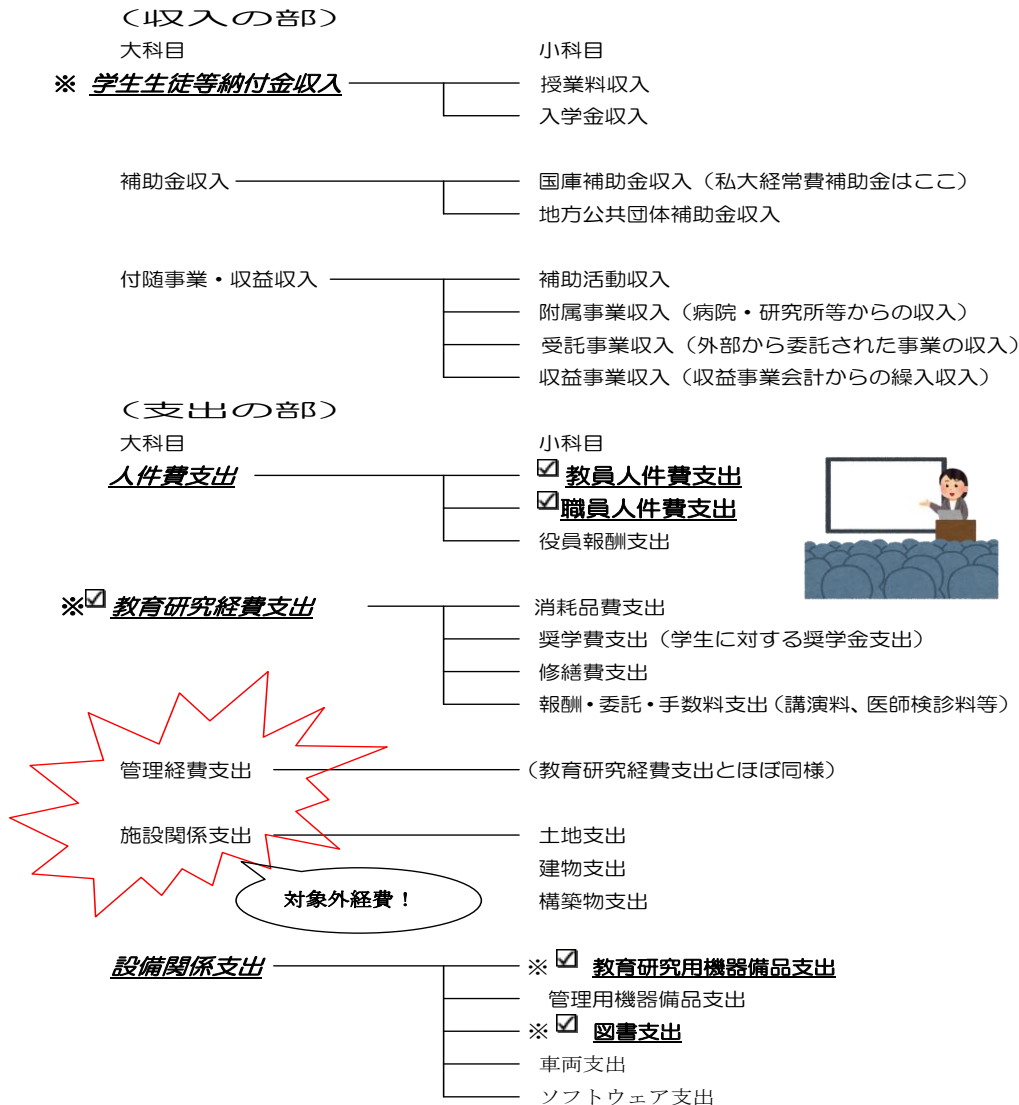 （収入の部）
大科目 小科目
※ 学生生徒等納付金収入 授業料収入
入学金収入
補助金収入 国庫補助金収入（私大経常費補助金はここ）
地方公共団体補助金収入
付随事業・収益収入 補助活動収入
附属事業収入（病院・研究所等からの収入）
受託事業収入（外部から委託された事業の収入）
収益事業収入（収益事業会計からの繰入収入）
（支出の部）
大科目 小科目
人件費支出 ☑ 教員人件費支出
☑職員人件費支出
役員報酬支出
※☑ 教育研究経費支出 消耗品費支出
奨学費支出（学生に対する奨学金支出）
修繕費支出
報酬・委託・手数料支出（講演料、医師検診料等）
管理経費支出 （教育研究経費支出とほぼ同様）
施設関係支出 土地支出
建物支出
対象外経費！ 構築物支出
設備関係支出 ※ ☑ 教育研究用機器備品支出
管理用機器備品支出
※ ☑ 図書支出
車両支出
ソフトウェア支出